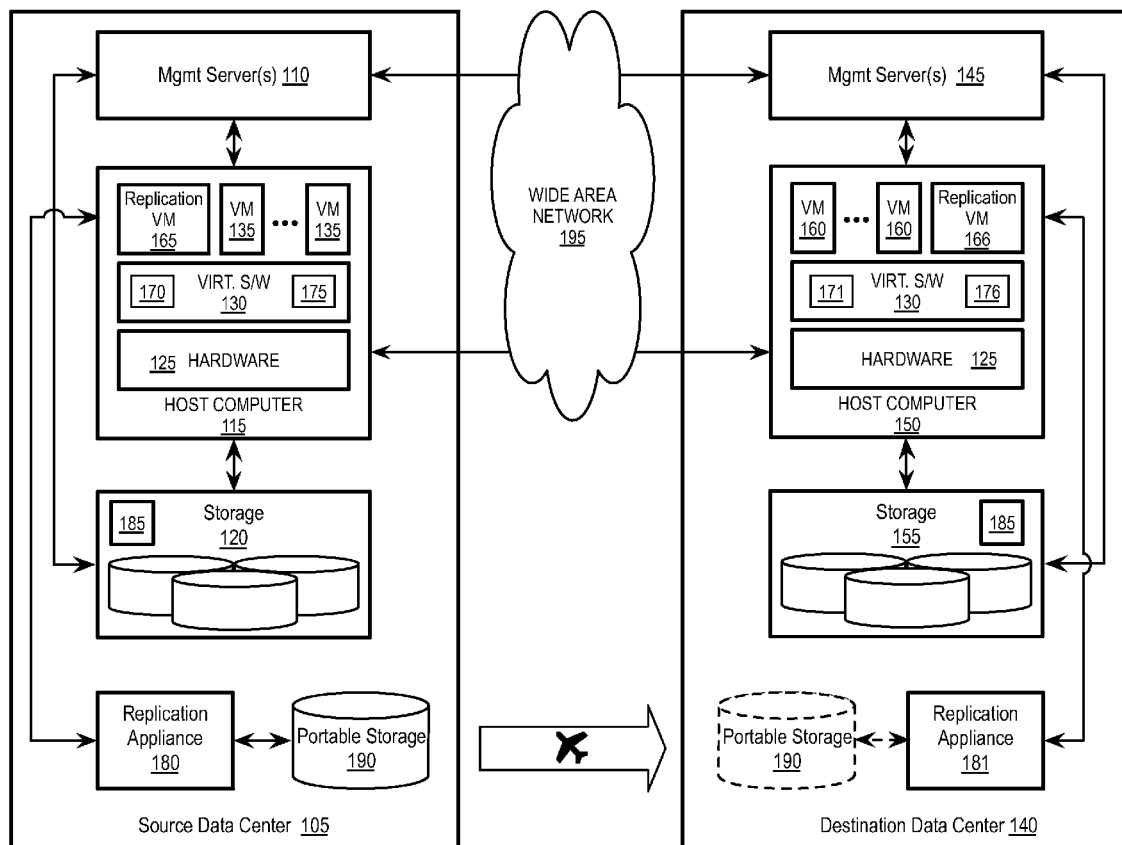 Mgmt Server(s) 110
Replication
VM
165
VM
135
•••
VM
135
VIRT. S/W
130
170
175
HARDWARE
125
HOST COMPUTER
115
185
Storage
120
Replication
Appliance
180
Portable Storage
190
Source Data Center 105
WIDE AREA
NETWORK
195
Mgmt Server(s) 145
VM
160
•••
VM
160
Replication
VM
166
VIRT. S/W
130
171
176
HARDWARE
125
HOST COMPUTER
150
Storage
155
185
Portable Storage
190
Replication
Appliance
181
Destination Data Center 140